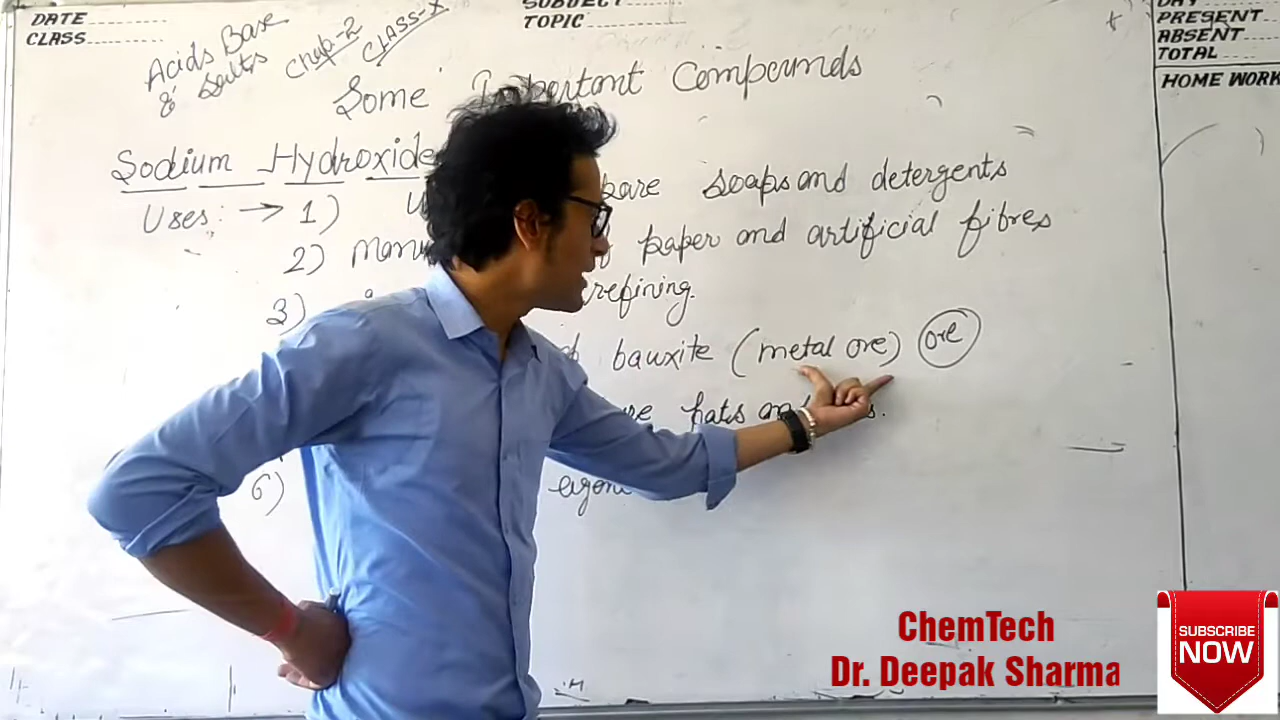 DATE
CLASS
SUBJECT
TOPIC
DAY
PRESENT
ABSENT
TOTAL
HOME WORK
Acids Base
& Salts
Chap-2
CLASS-X
Some Important Compounds
Sodium Hydroxide
Uses: → 1) pare soaps and detergents
2) Manu paper and artificial fibres
3) refining.
of bauxite (metal ore) ore
fats and
6)
ChemTech
Dr. Deepak Sharma
SUBSCRIBE
NOW